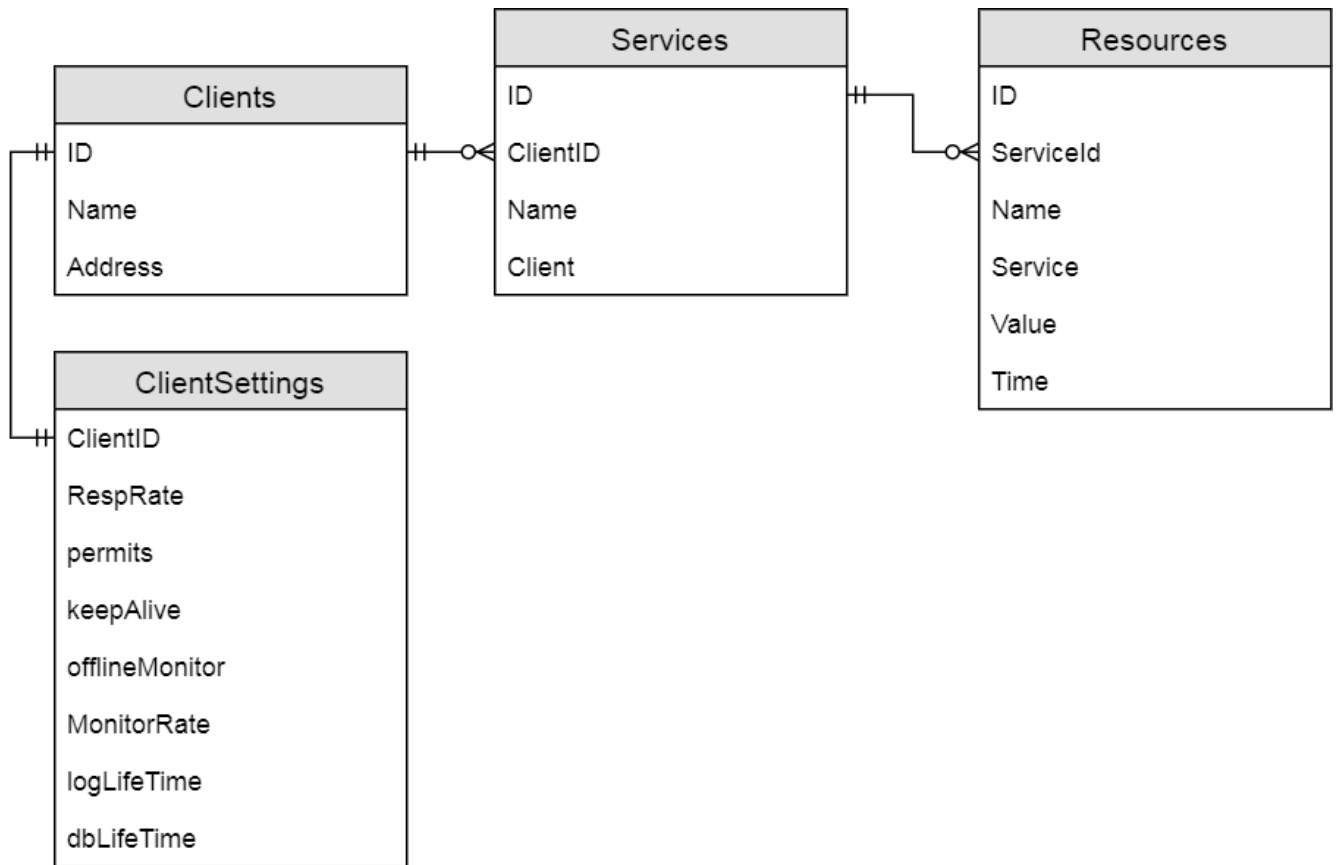 Clients
ID
Name
Address
ClientSettings
ClientID
RespRate
permits
keepAlive
offlineMonitor
MonitorRate
logLifeTime
dbLifeTime
Services
ID
ClientID
Name
Client
Resources
ID
ServiceId
Name
Service
Value
Time